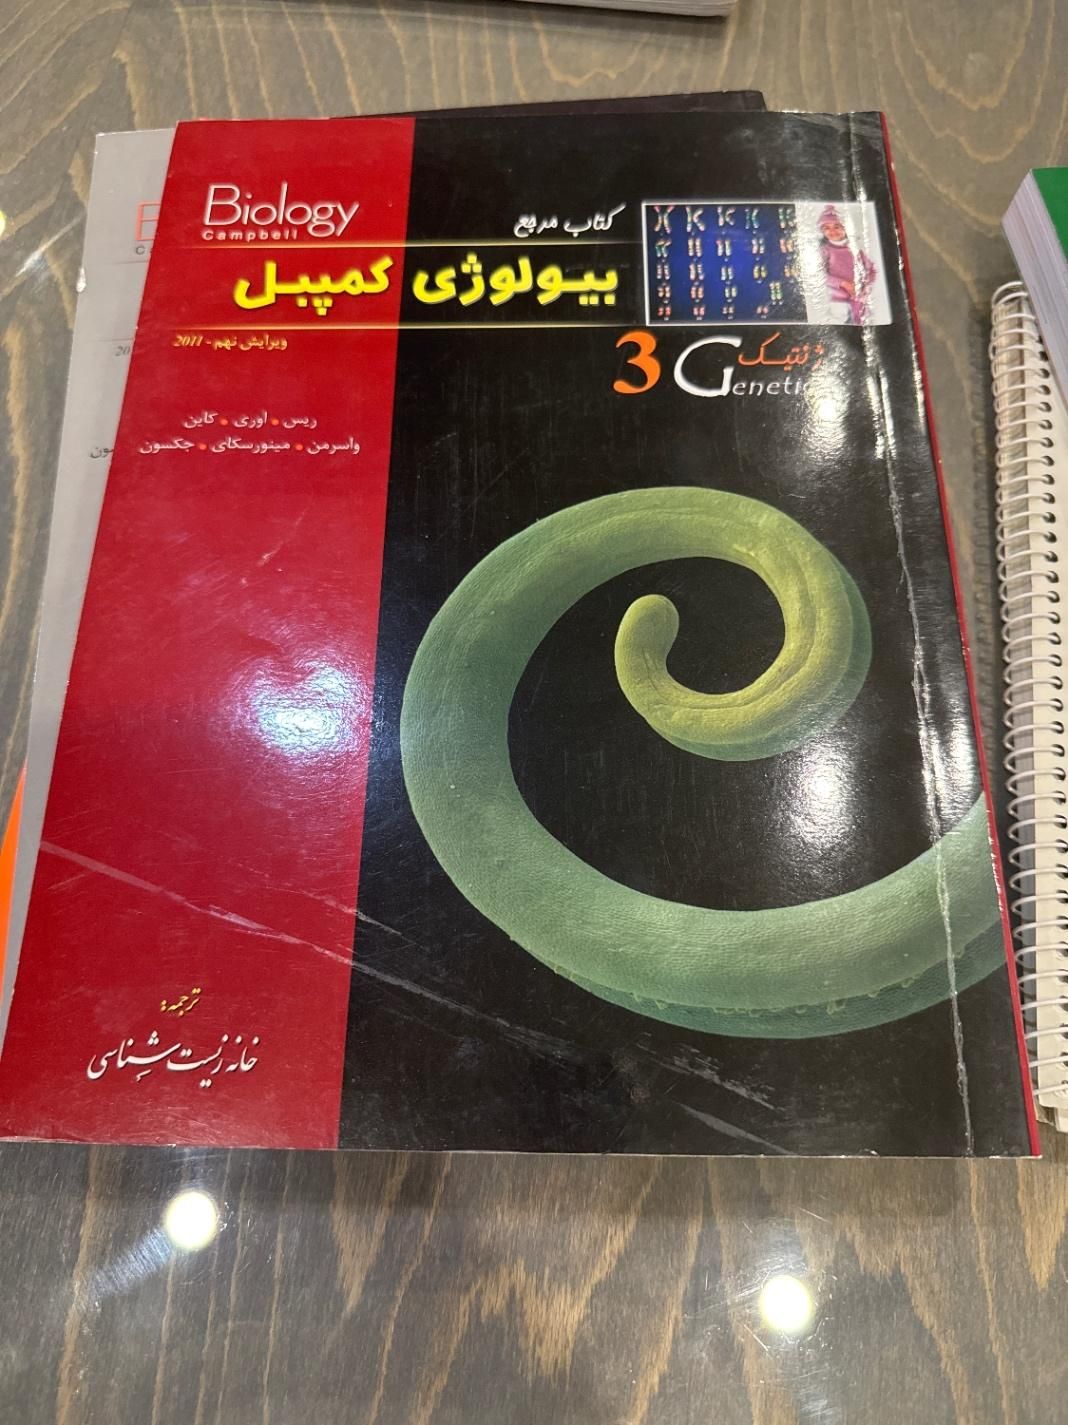 Biology
Campbell
کتاب مرجع
بیولوژی کمپبل
ویرایش نهم - 2011
3 Genetic ژنتیک
ریس • اوری • کاین
واسرمن • مینورسکای • جکسون
ترجمه:
خانه زیست شناسی